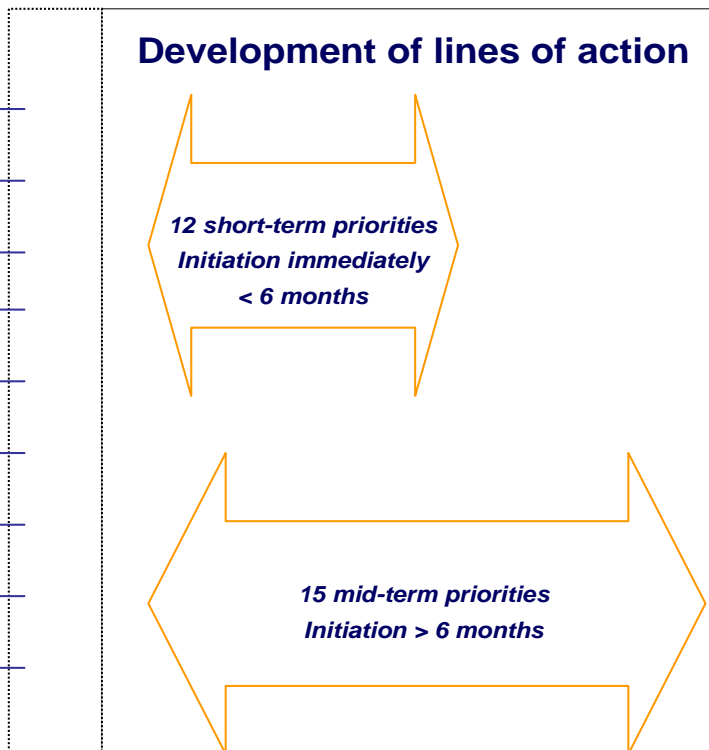 Development of lines of action
12 short-term priorities
Initiation immediately
< 6 months
15 mid-term priorities
Initiation > 6 months